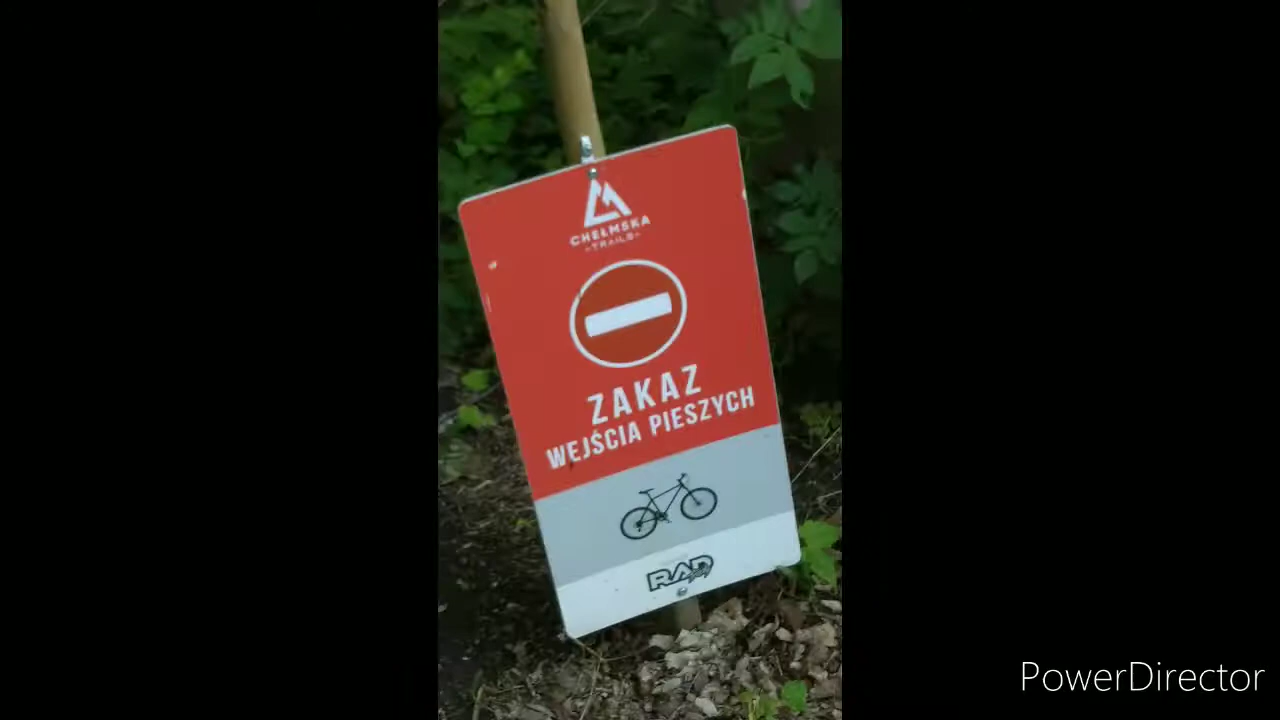 CHEŁMSKA
TRAILS
ZAKAZ
WEJŚCIA PIESZYCH
RAD
PowerDirector